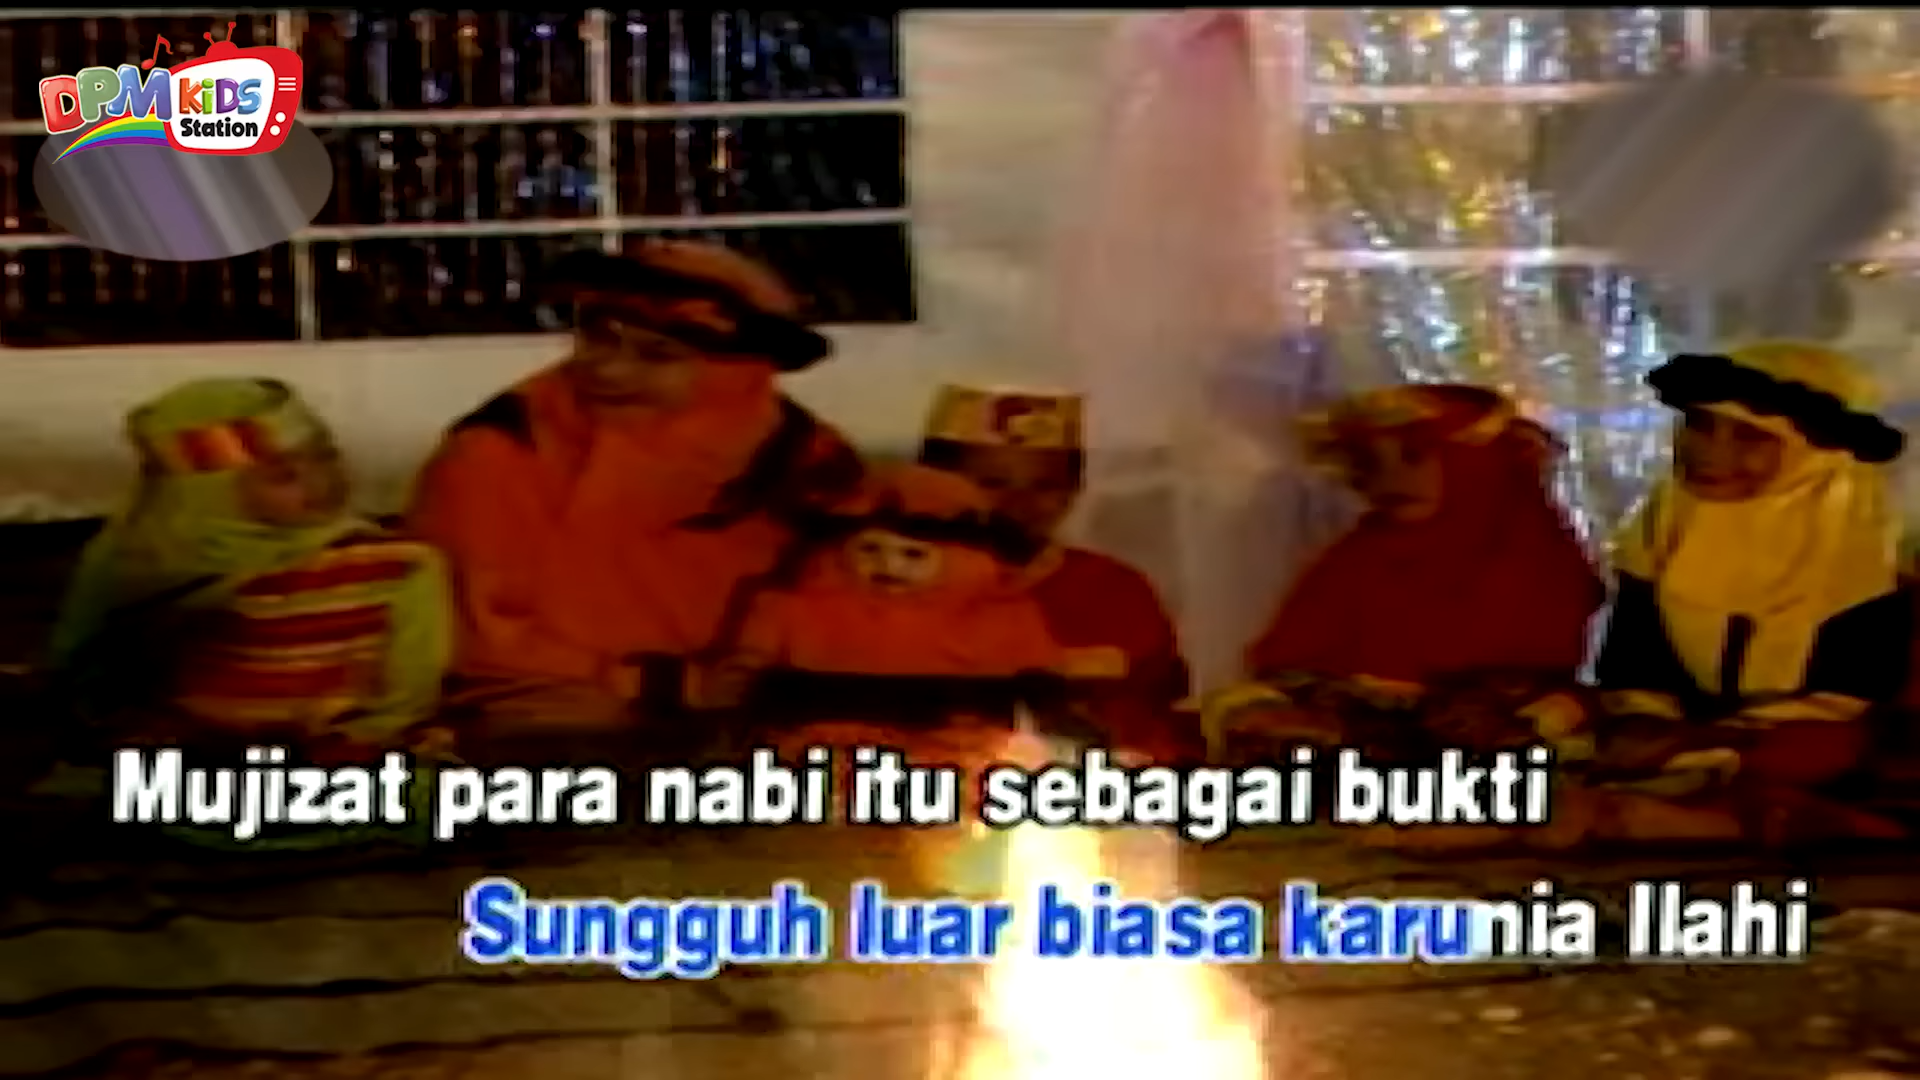 DPM KIDS
Station
Mujizat para nabi itu sebagai bukti
Sungguh luar biasa karunia Ilahi